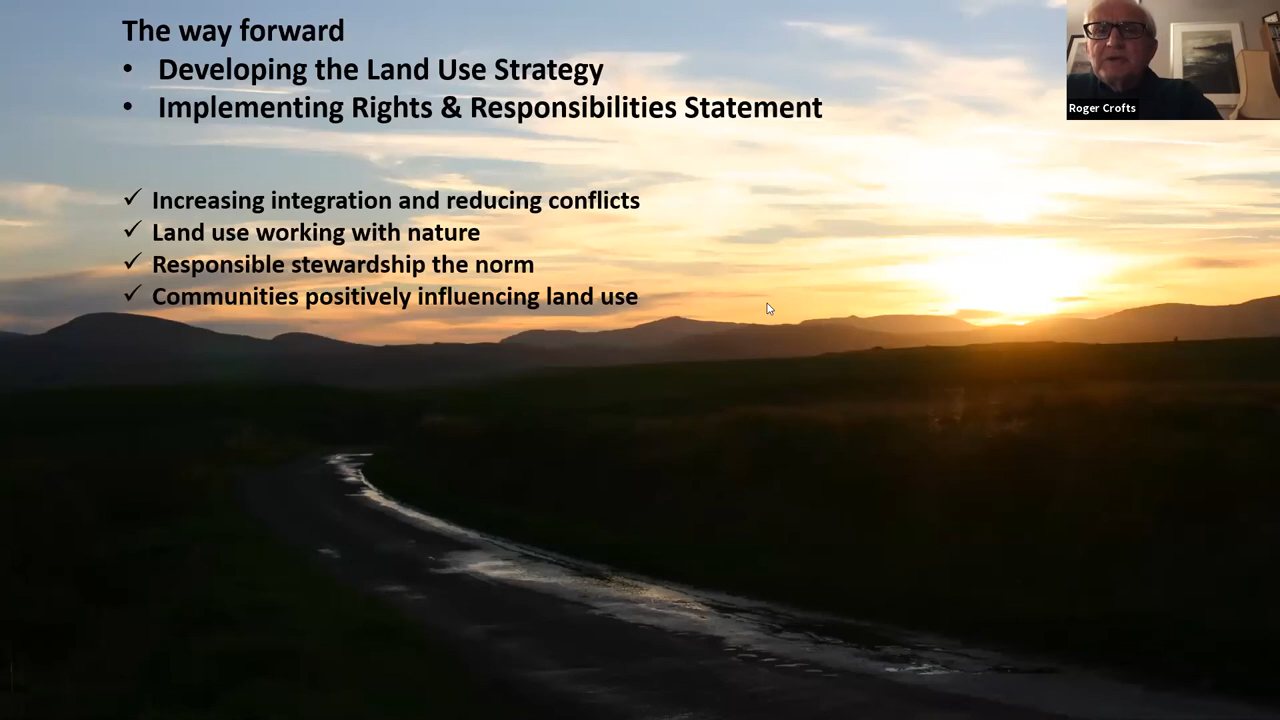 The way forward
• Developing the Land Use Strategy
• Implementing Rights & Responsibilities Statement
✓ Increasing integration and reducing conflicts
✓ Land use working with nature
✓ Responsible stewardship the norm
✓ Communities positively influencing land use
Roger Crofts